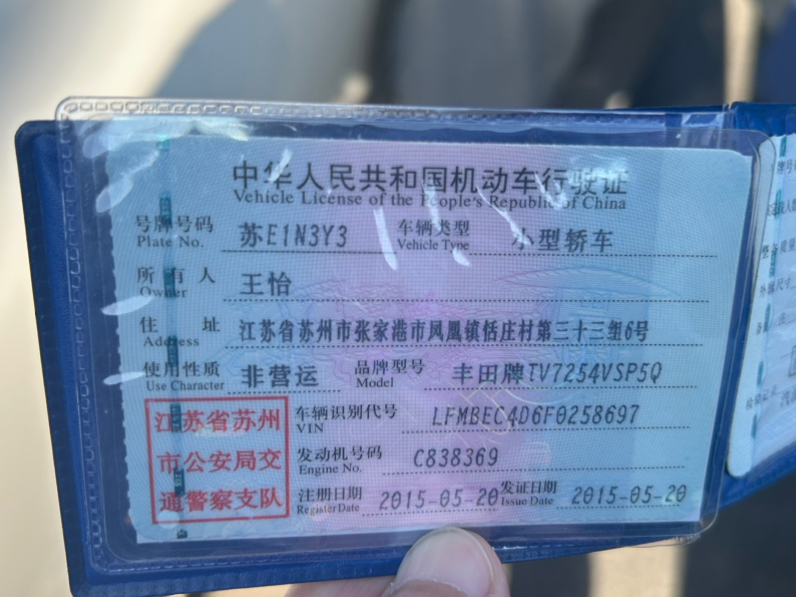 中华人民共和国机动车行驶证
Vehicle License of the People's Republic of China
号牌号码 苏E1N3Y3 车辆类型 小型轿车
Plate No. Vehicle Type
所有人 王怡
Owner
住址 江苏省苏州市张家港市凤凰镇恬庄村第三十三组6号
Address
使用性质 非营运 品牌型号 丰田牌TV7254VSP5Q
Use Character Model
江苏省苏州
市公安局交
通警察支队
车辆识别代号 LFMBEC4D6F0258697
VIN
发动机号码 C838369
Engine No.
注册日期 2015-05-20 发证日期 2015-05-20
Register Date Issue Date